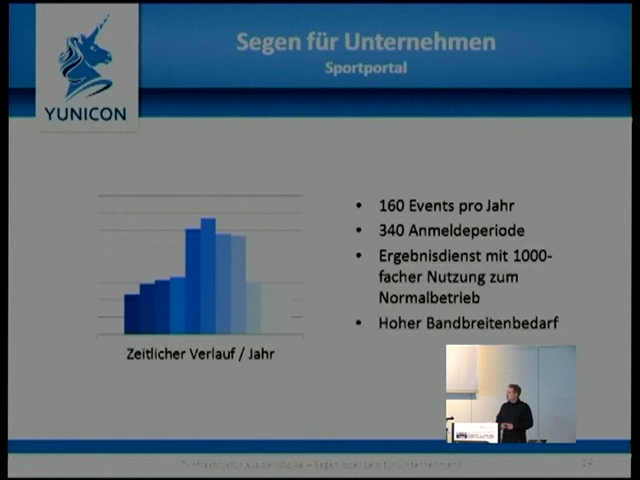 Segen für Unternehmen
Sportportal
YUNICON
• 160 Events pro Jahr
• 340 Anmeldeperiode
• Ergebnisdienst mit 1000-
facher Nutzung zum
Normalbetrieb
• Hoher Bandbreitenbedarf
Zeitlicher Verlauf / Jahr